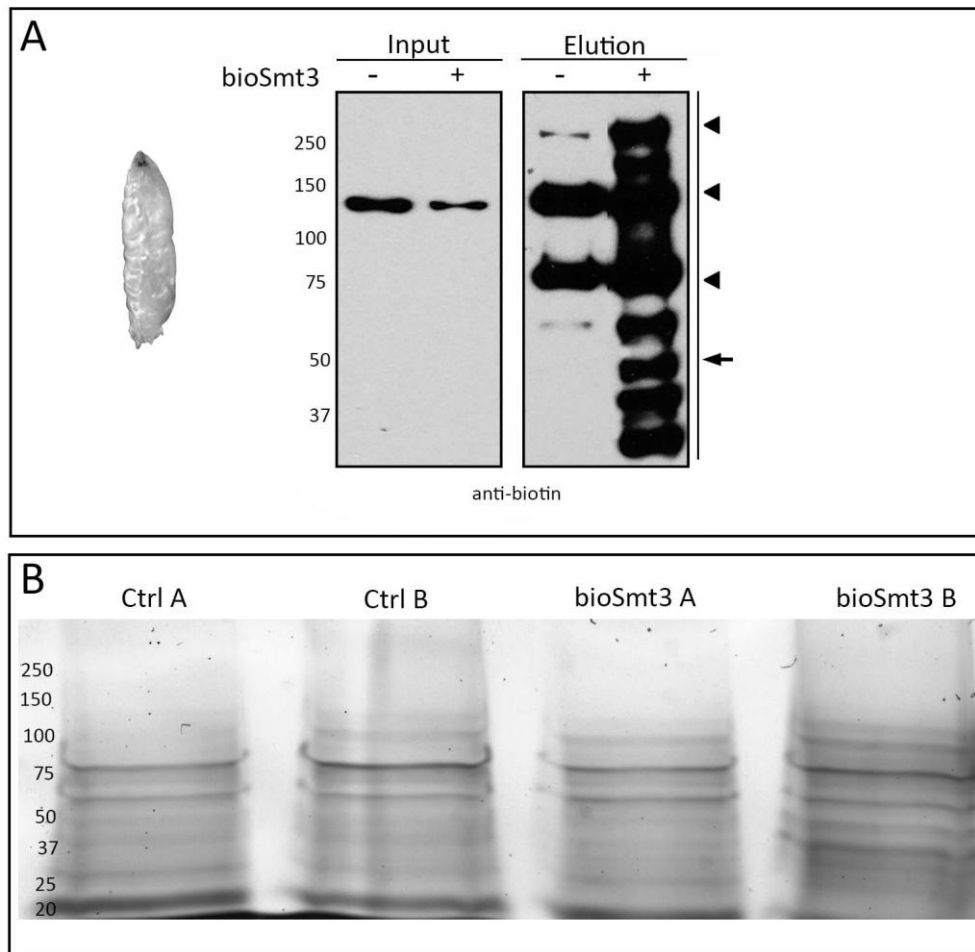 A
Input
Elution
bioSmt3 - + - +
250
150
100
75
50
37
anti-biotin
B
Ctrl A
Ctrl B
bioSmt3 A
bioSmt3 B
250
150
100
75
50
37
25
20